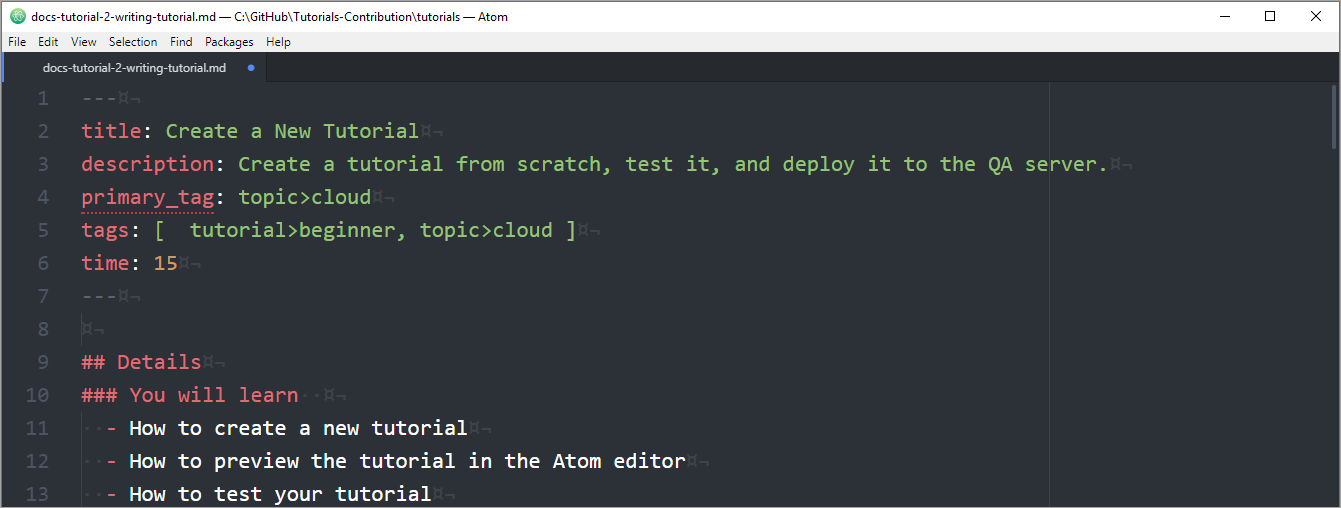 docs-tutorial-2-writing-tutorial.md — C:\GitHub\Tutorials-Contribution\tutorials — Atom
File Edit View Selection Find Packages Help
docs-tutorial-2-writing-tutorial.md
1 ---¤¬
2 title: Create a New Tutorial¤¬
3 description: Create a tutorial from scratch, test it, and deploy it to the QA server.¤¬
4 primary_tag: topic>cloud¤¬
5 tags: [  tutorial>beginner, topic>cloud ]¤¬
6 time: 15¤¬
7 ---¤¬
8 ¤¬
9 ## Details¤¬
10 ### You will learn··¤¬
11 ··- How to create a new tutorial¤¬
12 ··- How to preview the tutorial in the Atom editor¤¬
13 ··- How to test your tutorial¤¬